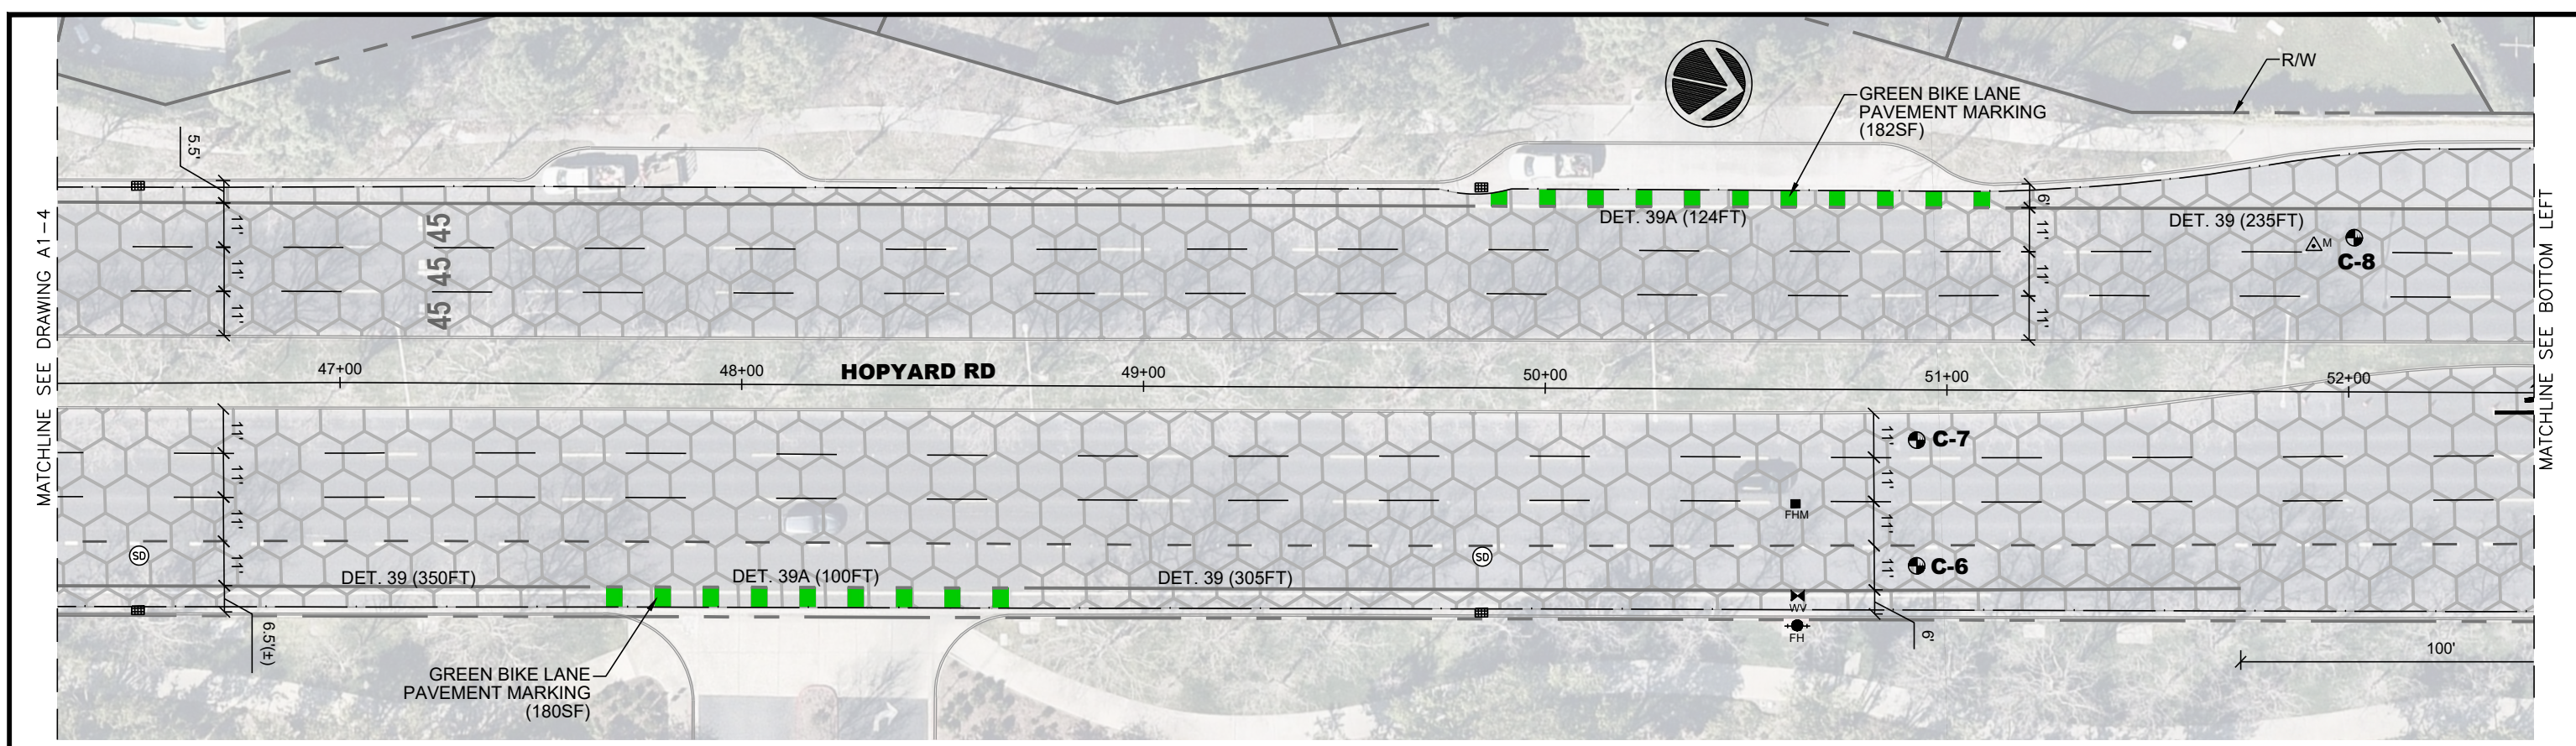 R/W
GREEN BIKE LANE
PAVEMENT MARKING
(182SF)
5.5'
MATCHLINE SEE DRAWING A1-4
MATCHLINE SEE BOTTOM LEFT
11'
11'
11'
45 45 45
DET. 39A (124FT)
6'
11'
11'
11'
DET. 39 (235FT)
M
C-8
47+00
48+00
HOPYARD RD
49+00
50+00
51+00
52+00
11'
11'
11'
11'
11'
11'
11'
11'
C-7
FHM
SD
SD
C-6
DET. 39 (350FT)
DET. 39A (100FT)
DET. 39 (305FT)
WV
FH
6.5'(±)
6'
100'
GREEN BIKE LANE
PAVEMENT MARKING
(180SF)